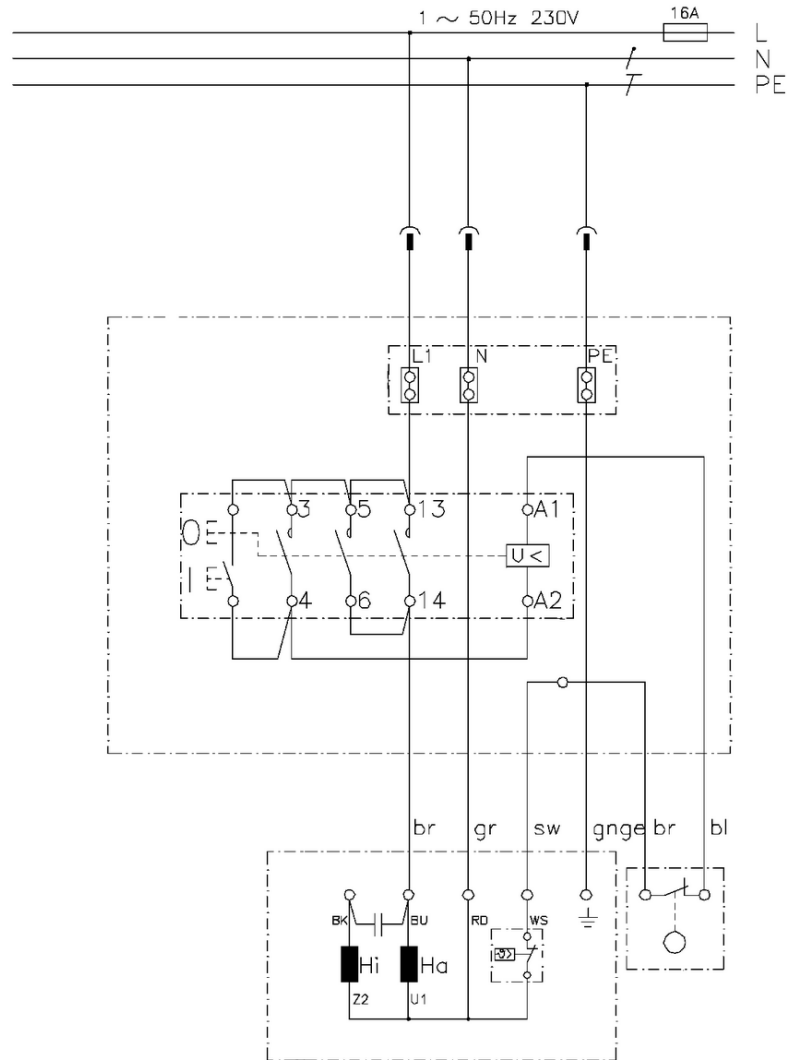 1 ~ 50Hz 230V 16A
L
N
PE
L1 N PE
3 5 13 A1
O
U<
I
4 6 14 A2
br gr sw gnge br bl
BK BU RD WS
Hi Ha ϑ>
Z2 U1